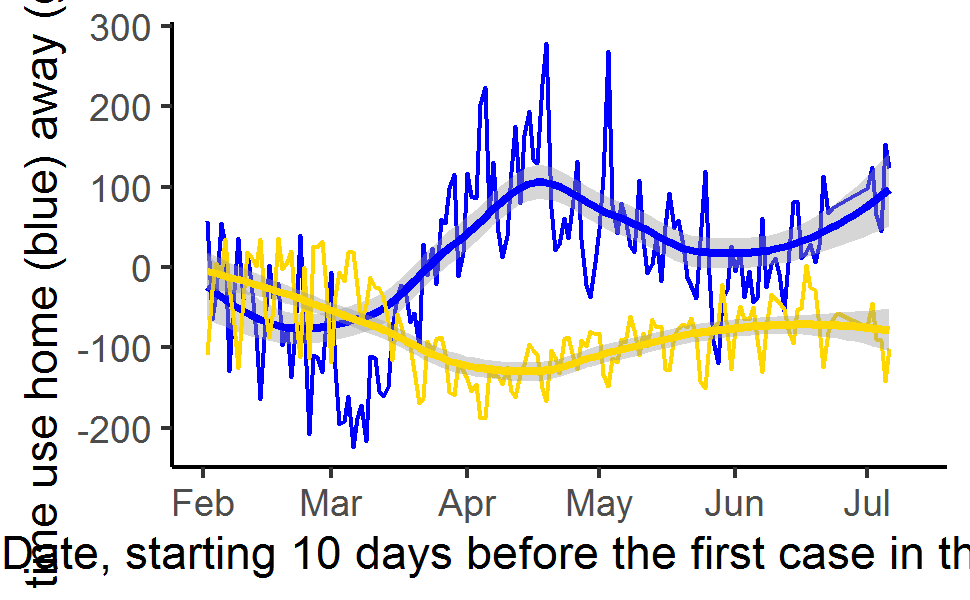 time use home (blue) away (
300
200
100
0
-100
-200
Feb Mar Apr May Jun Jul
Date, starting 10 days before the first case in th